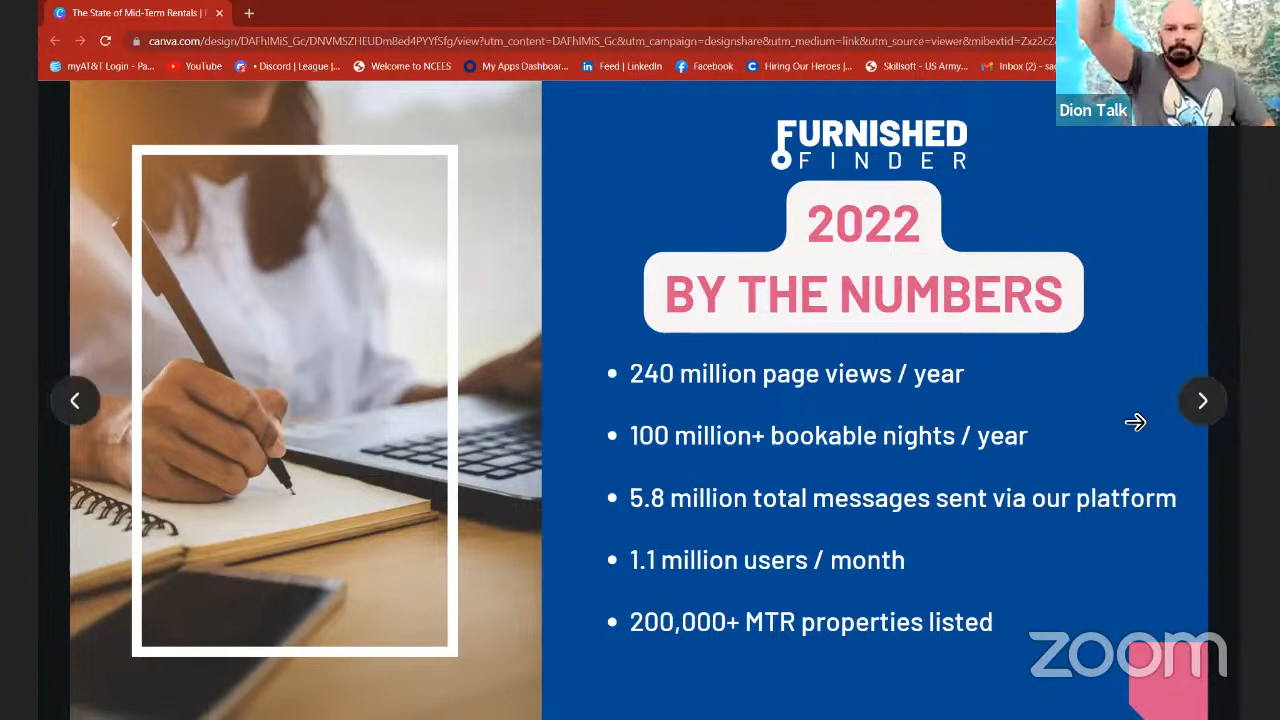 The State of Mid-Term Rentals |
canva.com/design/DAFhIMiS_Gc/DNVMSZHEUDm8ed4PYYfSfg/view?utm_content=DAFhIMiS_Gc&utm_campaign=designshare&utm_medium=link&utm_source=viewer&mibextid=Zxz2cZ
myAT&T Login - Pa... YouTube • Discord | League |... Welcome to NCEES My Apps Dashboar... Feed | LinkedIn Facebook Hiring Our Heroes |... Skillsoft - US Army... Inbox (2) - sa
Dion Talk
FURNISHED
FINDER
2022
BY THE NUMBERS
• 240 million page views / year
• 100 million+ bookable nights / year
• 5.8 million total messages sent via our platform
• 1.1 million users / month
• 200,000+ MTR properties listed
zoom